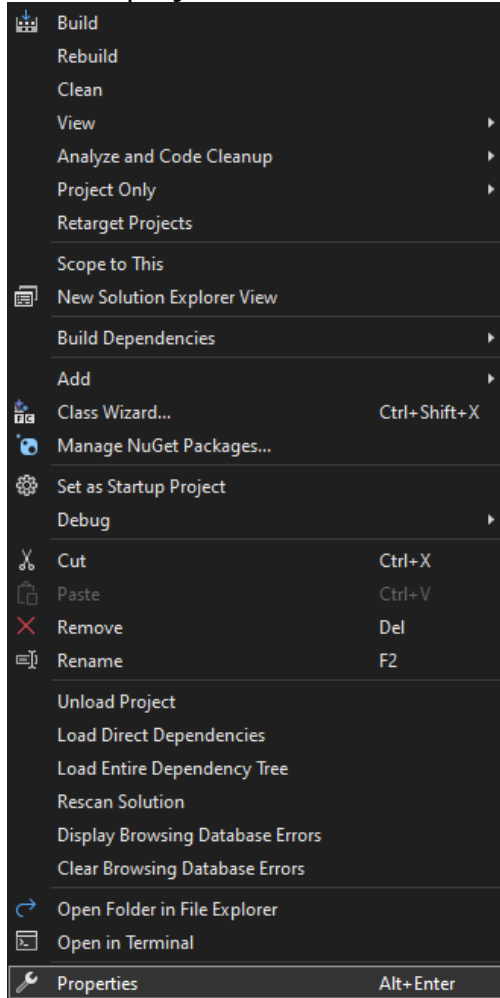 Build
Rebuild
Clean
View
Analyze and Code Cleanup
Project Only
Retarget Projects
Scope to This
New Solution Explorer View
Build Dependencies
Add
Class Wizard... Ctrl+Shift+X
Manage NuGet Packages...
Set as Startup Project
Debug
Cut Ctrl+X
Paste Ctrl+V
Remove Del
Rename F2
Unload Project
Load Direct Dependencies
Load Entire Dependency Tree
Rescan Solution
Display Browsing Database Errors
Clear Browsing Database Errors
Open Folder in File Explorer
Open in Terminal
Properties Alt+Enter